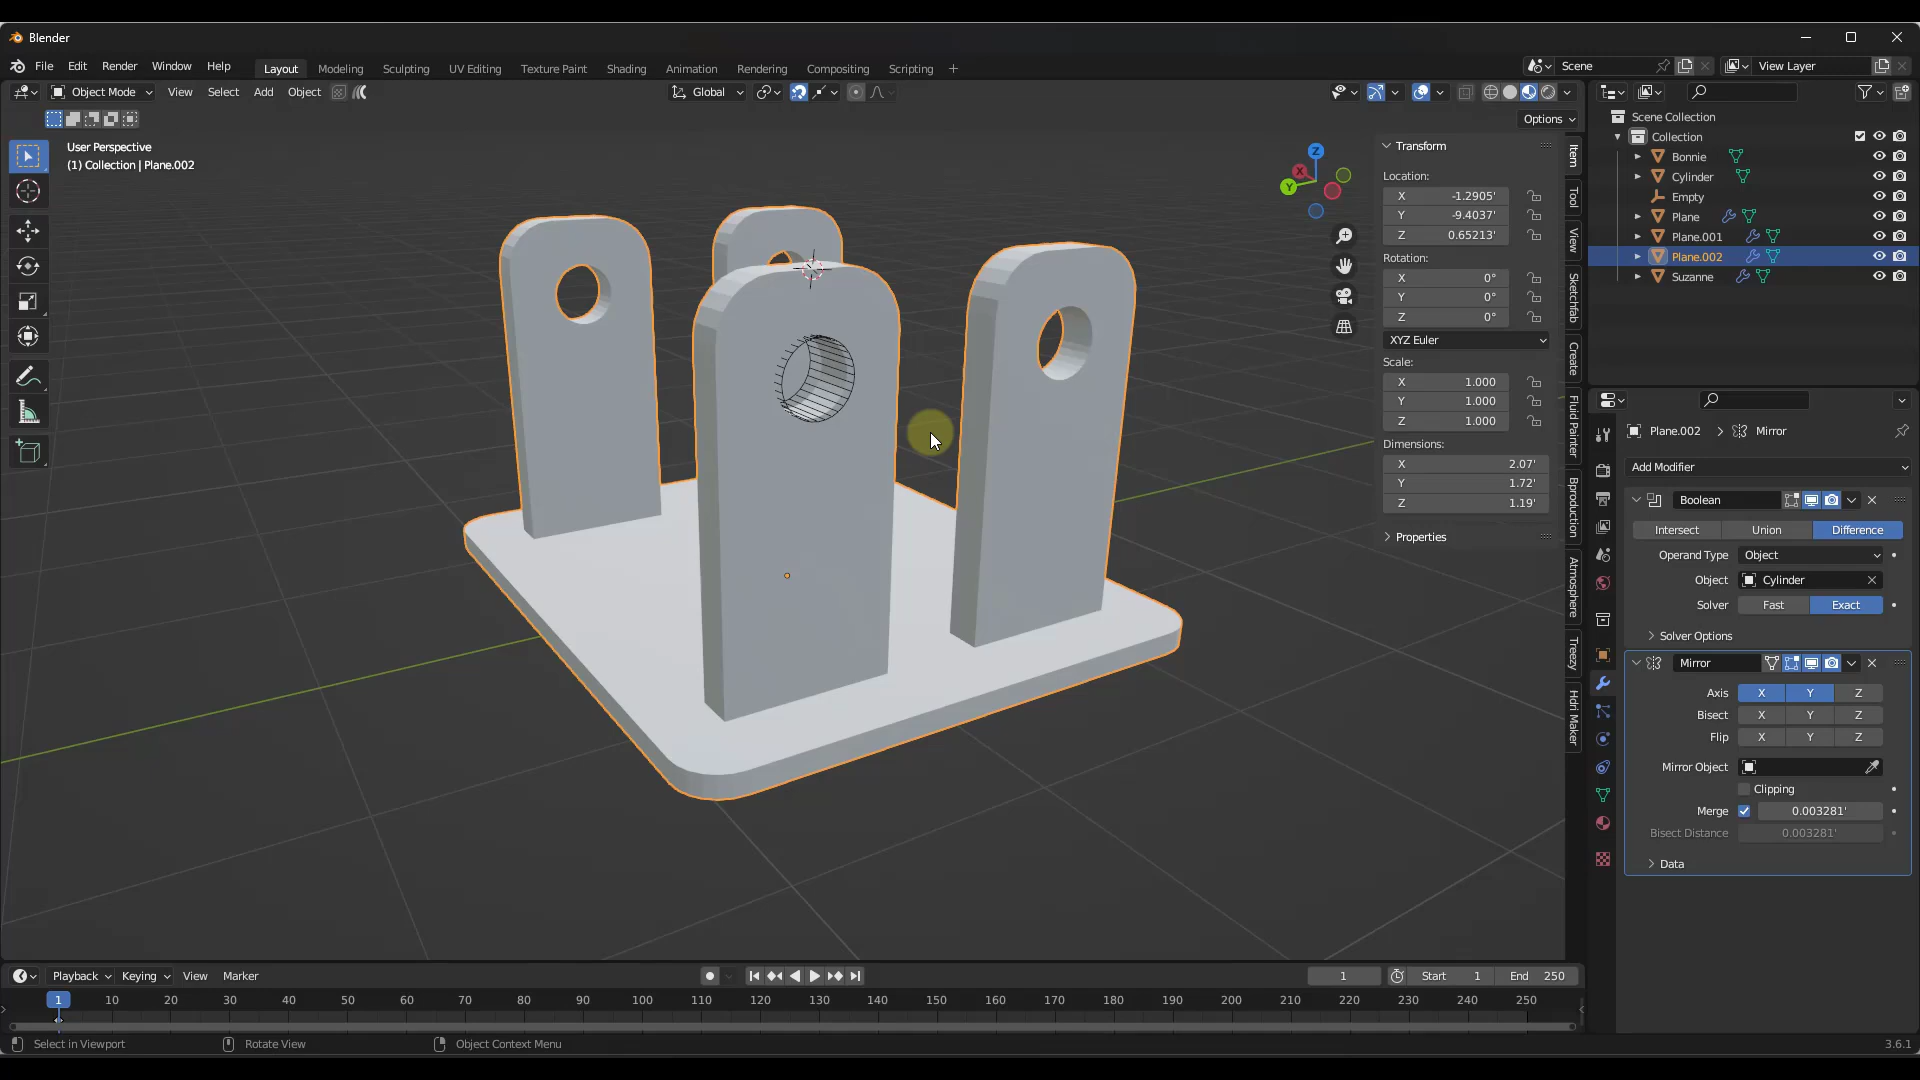 Blender
File Edit Render Window Help
Layout Modeling Sculpting UV Editing Texture Paint Shading Animation Rendering Compositing Scripting +
Scene
View Layer
Object Mode View Select Add Object
Global
Options
User Perspective
(1) Collection | Plane.002
Z
X
Y
Item
Tool
View
Sketchfab
Create
Fluid Painter
Bproduction
Atmosphere
Treezy
Hdri Maker
Transform
Location:
X -1.2905'
Y -9.4037'
Z 0.65213'
Rotation:
X 0°
Y 0°
Z 0°
XYZ Euler
Scale:
X 1.000
Y 1.000
Z 1.000
Dimensions:
X 2.07'
Y 1.72'
Z 1.19'
Properties
Scene Collection
Collection
Bonnie
Cylinder
Empty
Plane
Plane.001
Plane.002
Suzanne
Plane.002 > Mirror
Add Modifier
Boolean
Intersect Union Difference
Operand Type Object
Object Cylinder
Solver Fast Exact
Solver Options
Mirror
Axis X Y Z
Bisect X Y Z
Flip X Y Z
Mirror Object
Clipping
Merge 0.003281'
Bisect Distance 0.003281'
Data
Playback Keying View Marker
1
Start 1 End 250
1 10 20 30 40 50 60 70 80 90 100 110 120 130 140 150 160 170 180 190 200 210 220 230 240 250
Select in Viewport Rotate View Object Context Menu
3.6.1